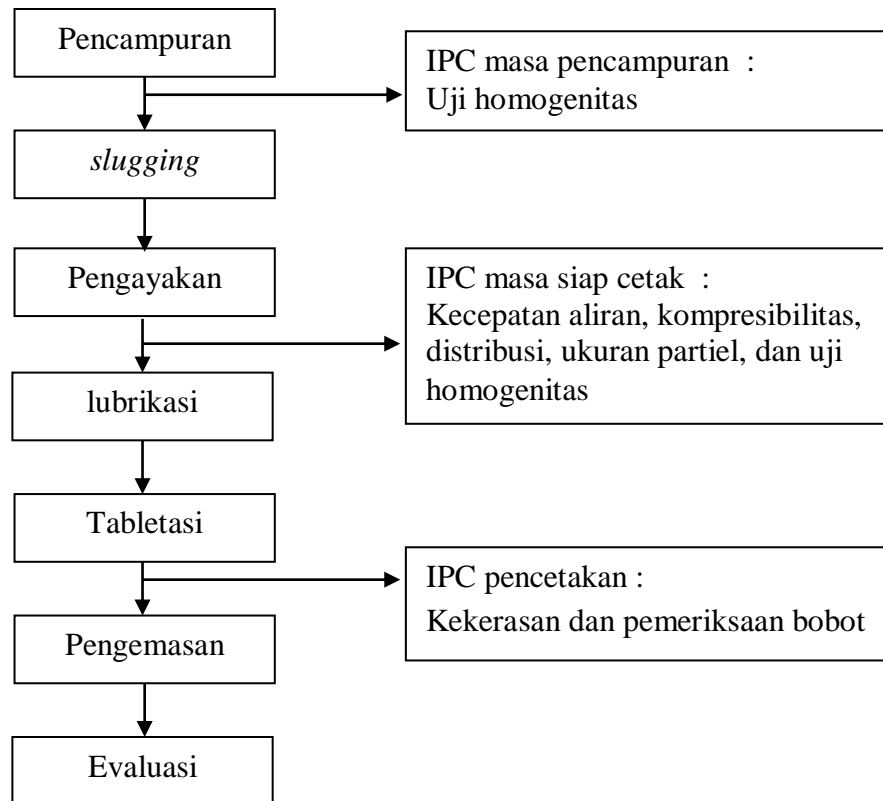 Pencampuran
IPC masa pencampuran :
Uji homogenitas
slugging
Pengayakan
IPC masa siap cetak :
Kecepatan aliran, kompresibilitas,
distribusi, ukuran partiel, dan uji
homogenitas
lubrikasi
Tabletasi
IPC pencetakan :
Kekerasan dan pemeriksaan bobot
Pengemasan
Evaluasi